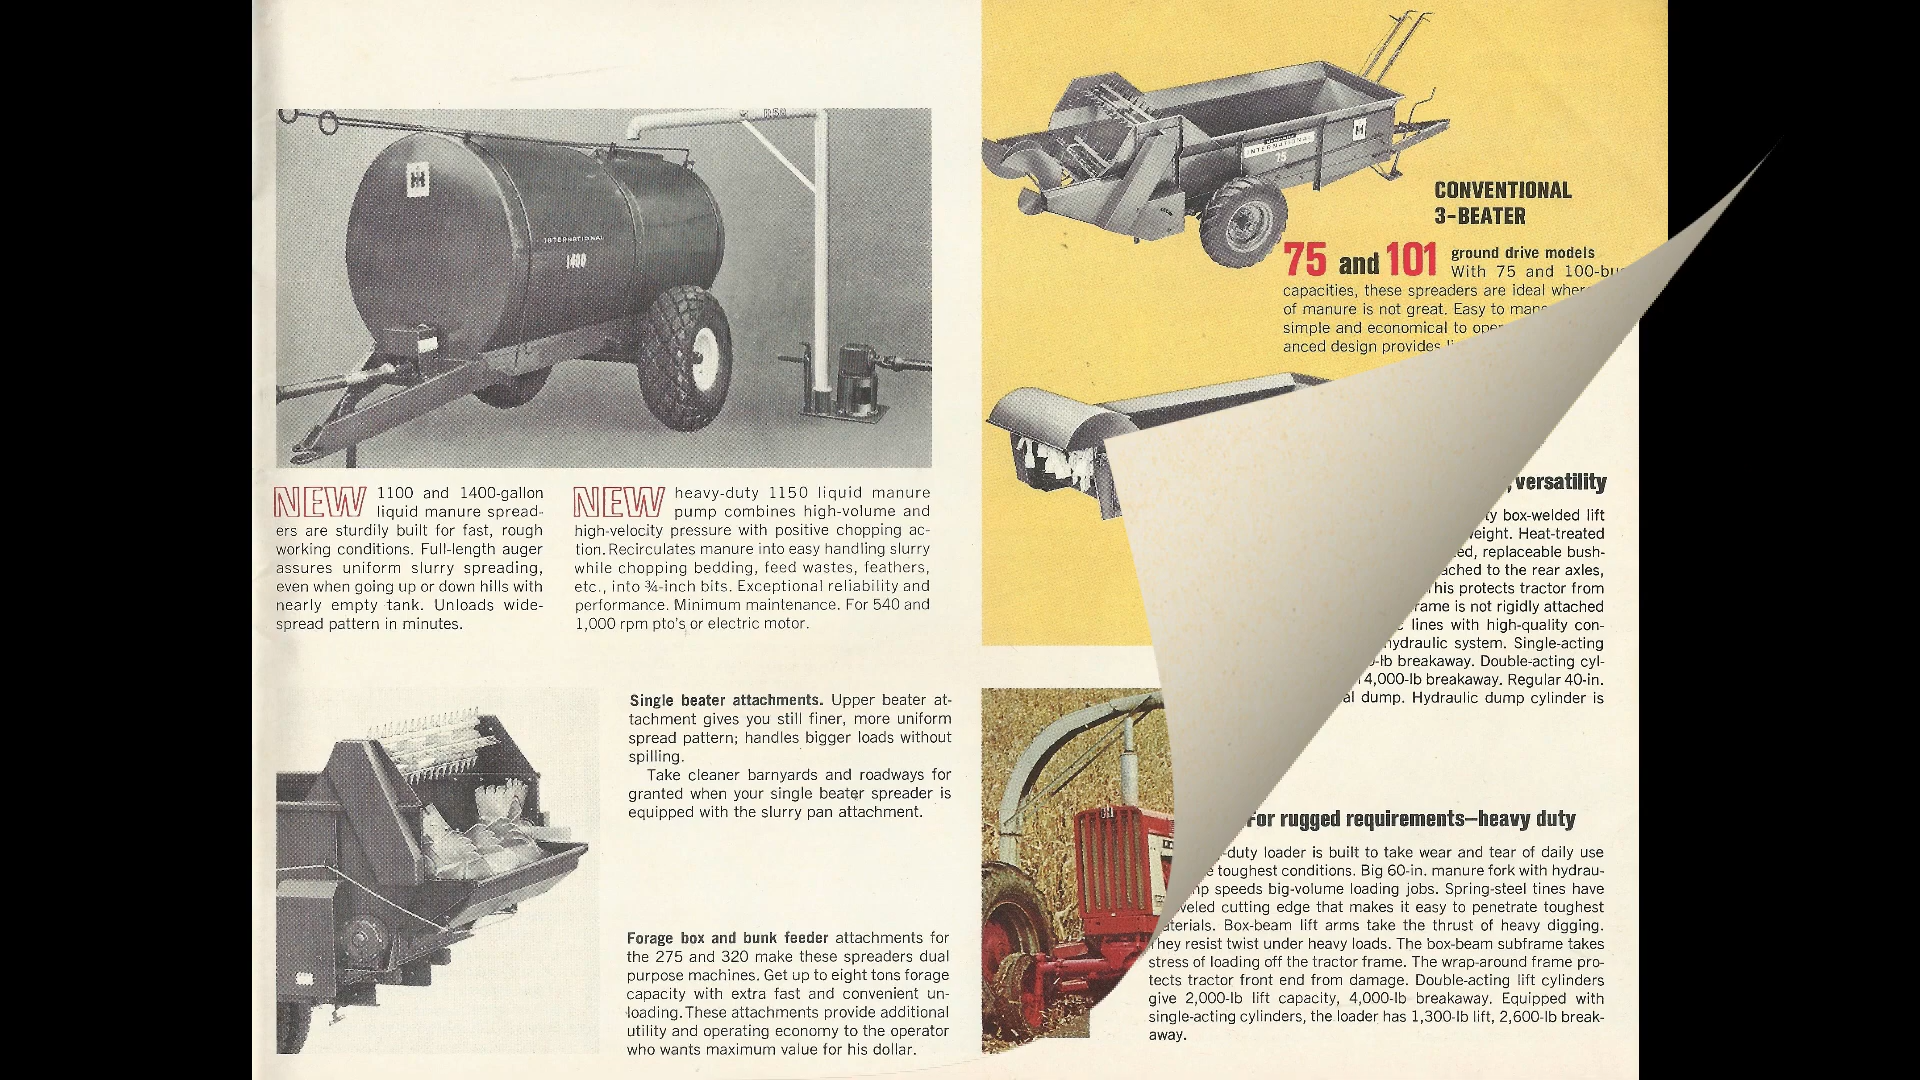 INTERNATIONAL
1400
NEW 1100 and 1400-gallon
liquid manure spread-
ers are sturdily built for fast, rough
working conditions. Full-length auger
assures uniform slurry spreading,
even when going up or down hills with
nearly empty tank. Unloads wide-
spread pattern in minutes.
NEW heavy-duty 1150 liquid manure
pump combines high-volume and
high-velocity pressure with positive chopping ac-
tion. Recirculates manure into easy handling slurry
while chopping bedding, feed wastes, feathers,
etc., into ¾-inch bits. Exceptional reliability and
performance. Minimum maintenance. For 540 and
1,000 rpm pto's or electric motor.
Single beater attachments. Upper beater at-
tachment gives you still finer, more uniform
spread pattern; handles bigger loads without
spilling.
Take cleaner barnyards and roadways for
granted when your single beater spreader is
equipped with the slurry pan attachment.
Forage box and bunk feeder attachments for
the 275 and 320 make these spreaders dual
purpose machines. Get up to eight tons forage
capacity with extra fast and convenient un-
loading. These attachments provide additional
utility and operating economy to the operator
who wants maximum value for his dollar.
INTERNATIONAL
75
CONVENTIONAL
3-BEATER
75 and 101 ground drive models
With 75 and 100-bu
capacities, these spreaders are ideal where
of manure is not great. Easy to
simple and economical to
anced design provides
, versatility
box-welded lift
weight. Heat-treated
replaceable bush-
attached to the rear axles,
This protects tractor from
frame is not rigidly attached
lines with high-quality con-
hydraulic system. Single-acting
-lb breakaway. Double-acting cyl-
4,000-lb breakaway. Regular 40-in.
dump. Hydraulic dump cylinder is
For rugged requirements—heavy duty
-duty loader is built to take wear and tear of daily use
toughest conditions. Big 60-in. manure fork with hydrau-
speeds big-volume loading jobs. Spring-steel tines have
beveled cutting edge that makes it easy to penetrate toughest
materials. Box-beam lift arms take the thrust of heavy digging.
They resist twist under heavy loads. The box-beam subframe takes
stress of loading off the tractor frame. The wrap-around frame pro-
tects tractor front end from damage. Double-acting lift cylinders
give 2,000-lb lift capacity, 4,000-lb breakaway. Equipped with
single-acting cylinders, the loader has 1,300-lb lift, 2,600-lb break-
away.